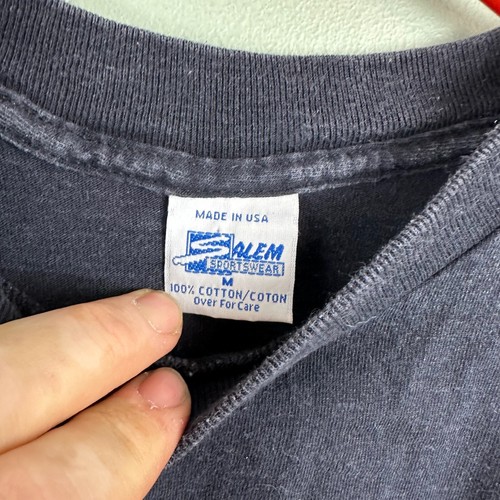 MADE IN USA
SALEM
SPORTSWEAR
M
100% COTTON/COTON
Over For Care